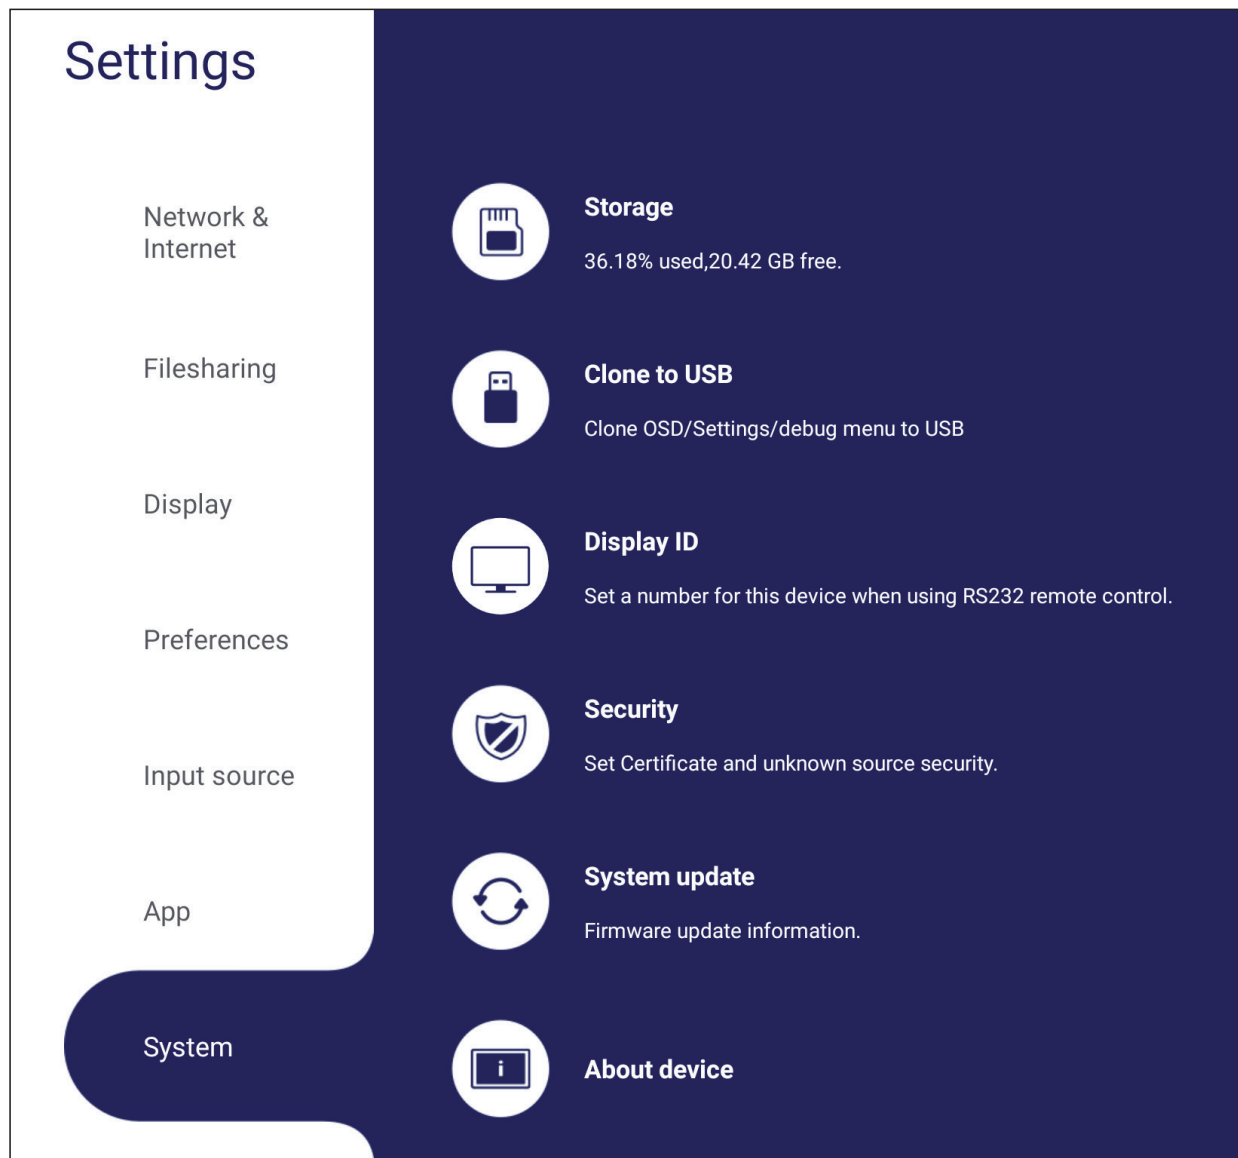 Settings
Network &
Internet
Filesharing
Display
Preferences
Input source
App
System
Storage
36.18% used,20.42 GB free.
Clone to USB
Clone OSD/Settings/debug menu to USB
Display ID
Set a number for this device when using RS232 remote control.
Security
Set Certificate and unknown source security.
System update
Firmware update information.
i
About device